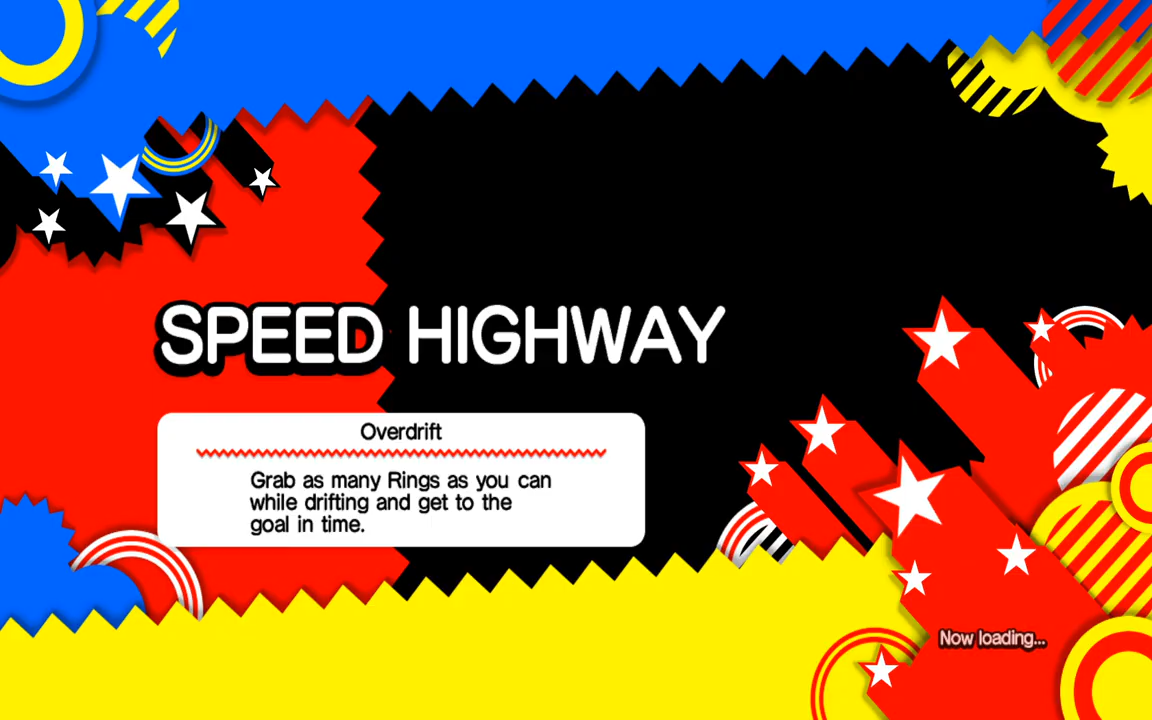 SPEED HIGHWAY
Overdrift
Grab as many Rings as you can
while drifting and get to the
goal in time.
Now loading...